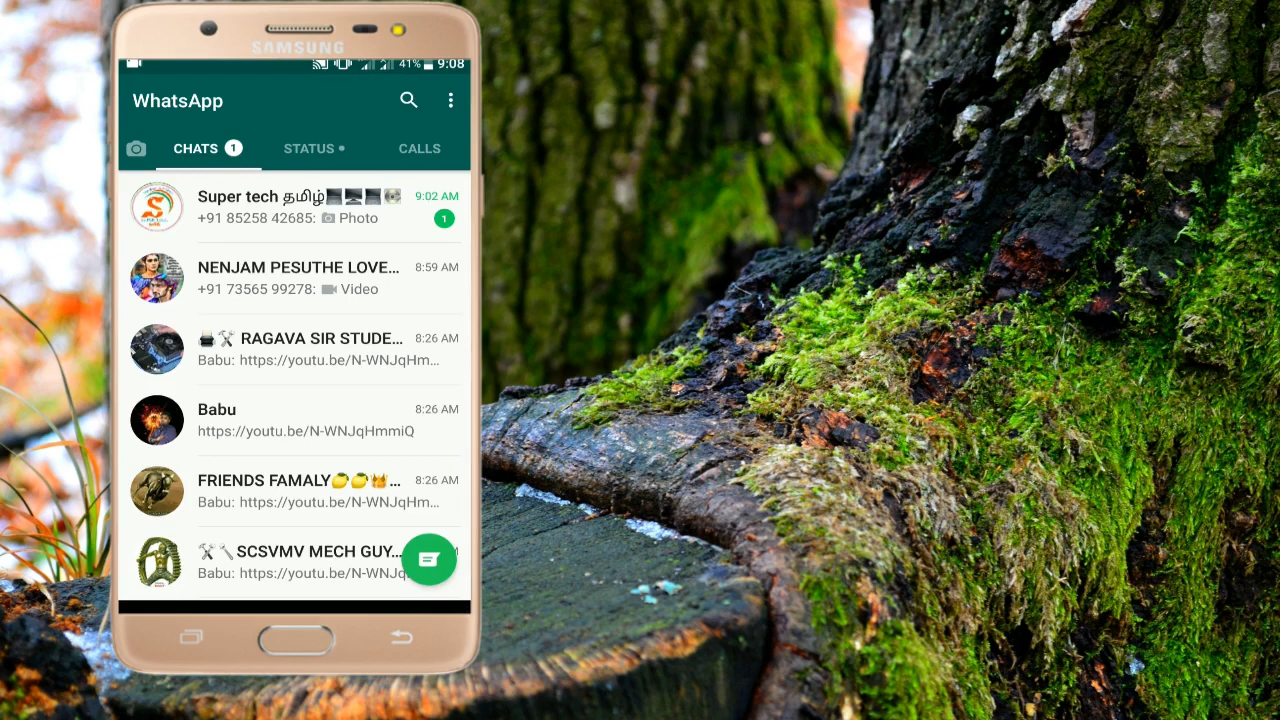 SAMSUNG
41% 9:08
WhatsApp
CHATS 1 STATUS • CALLS
Super tech தமிழ் 9:02 AM
+91 85258 42685: Photo 1
NENJAM PESUTHE LOVE... 8:59 AM
+91 73565 99278: Video
RAGAVA SIR STUDE... 8:26 AM
Babu: https://youtu.be/N-WNJqHm...
Babu 8:26 AM
https://youtu.be/N-WNJqHmmiQ
FRIENDS FAMALY🍋🍋👑... 8:26 AM
Babu: https://youtu.be/N-WNJqHm...
SCSVMV MECH GUY...
Babu: https://youtu.be/N-WNJq